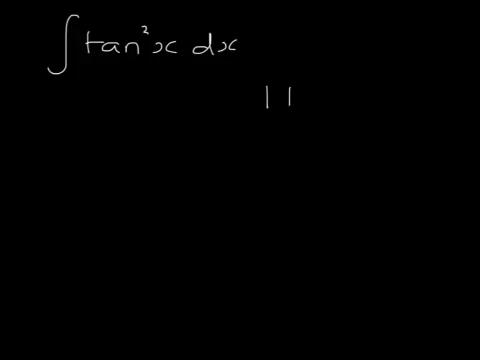 ∫ tan²x dx
| |